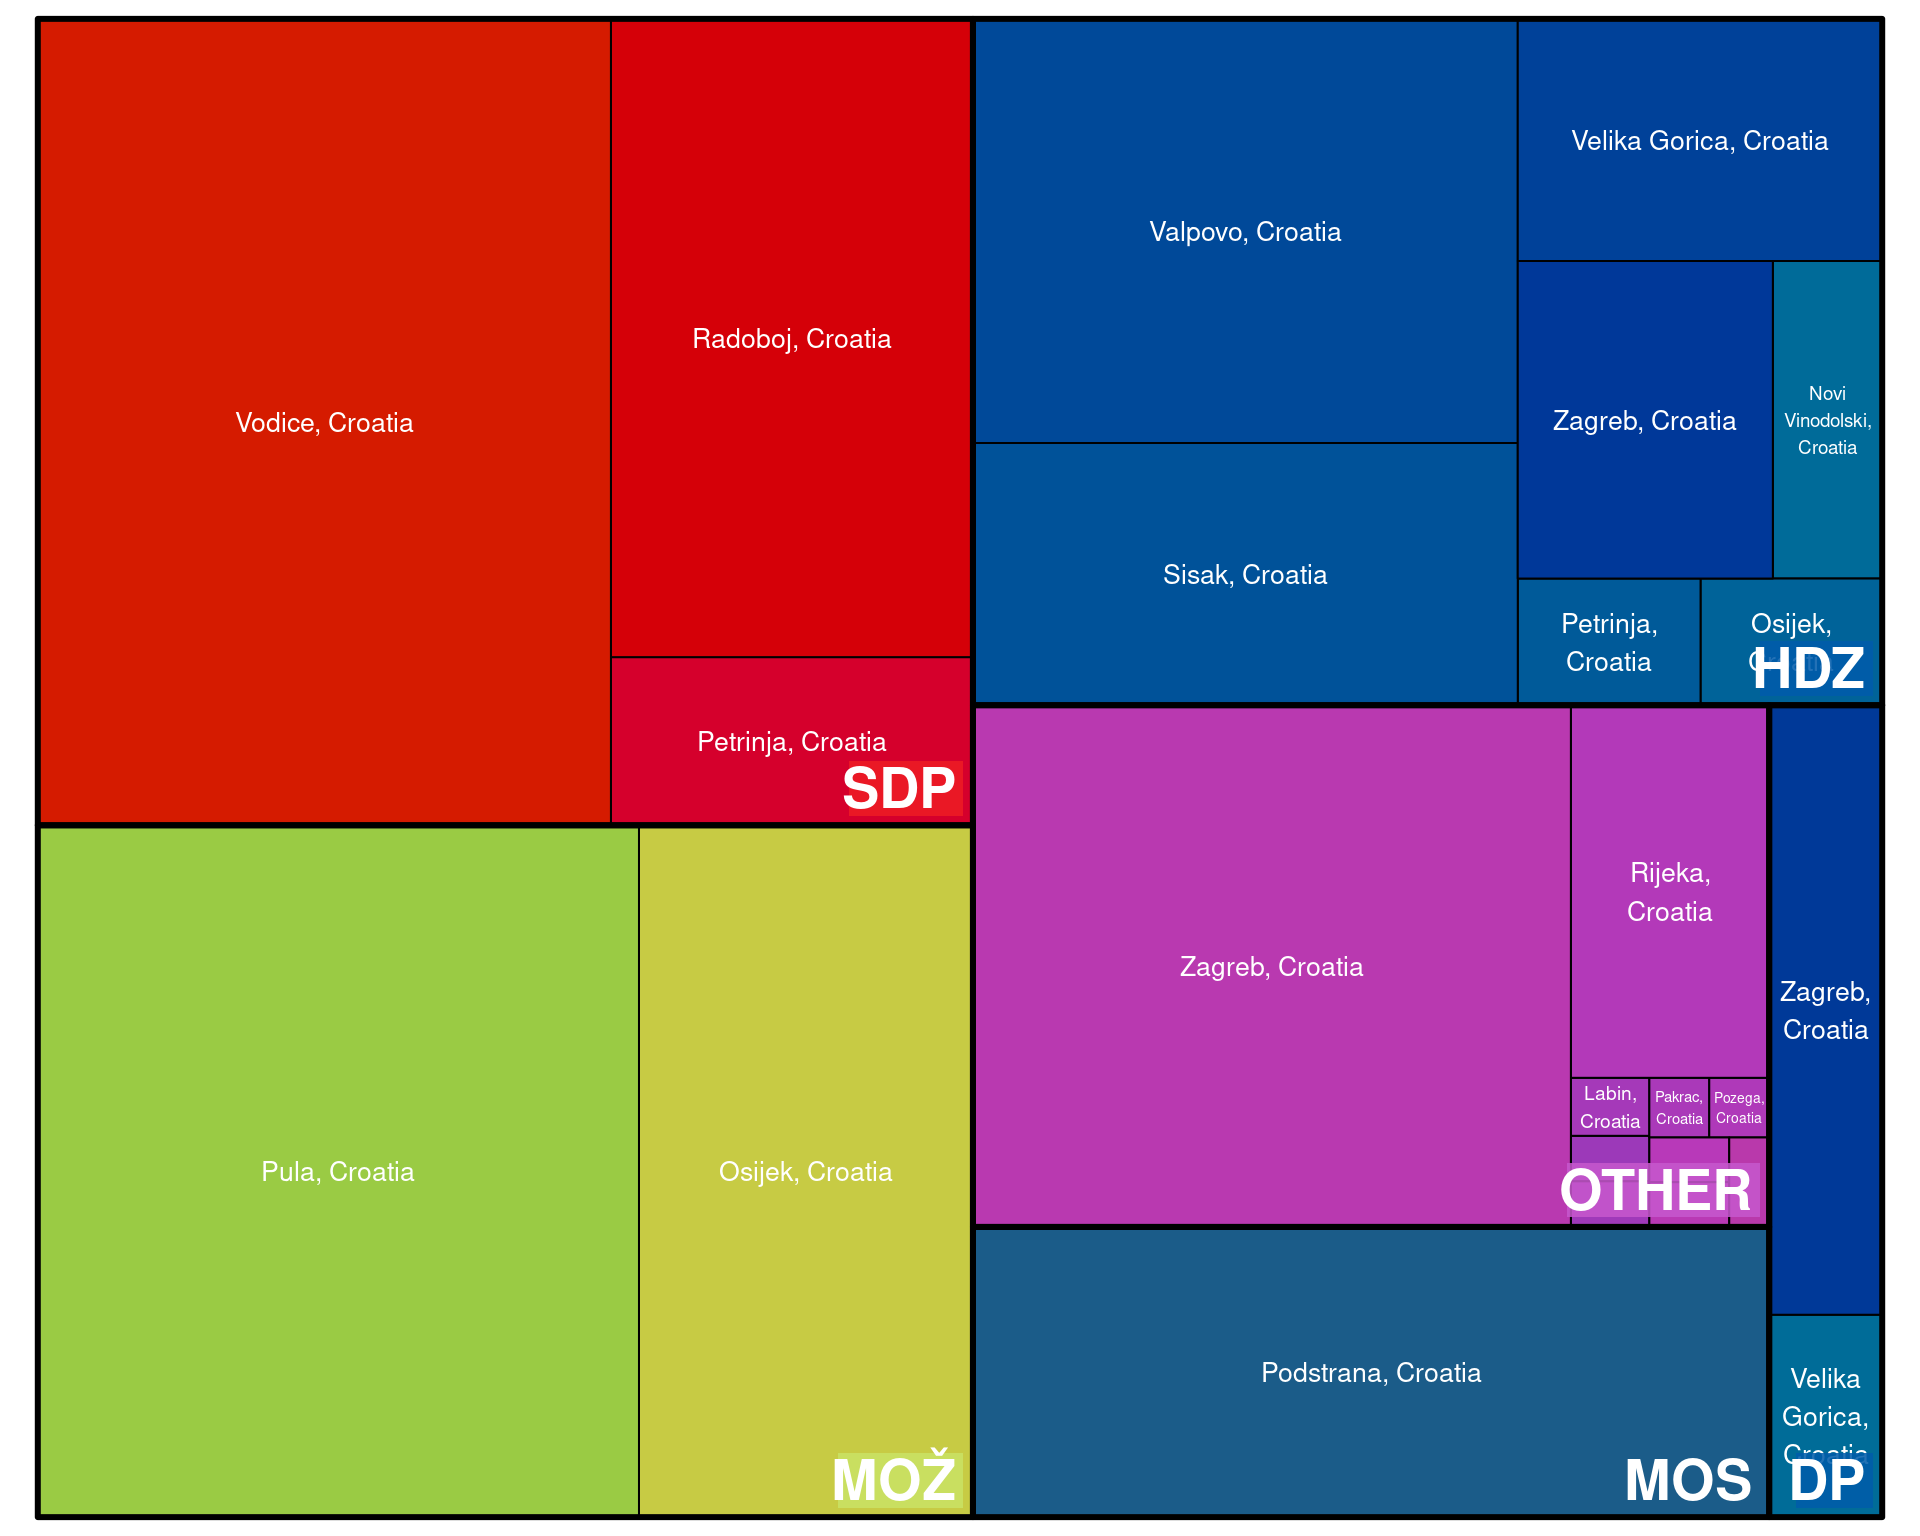 Vodice, Croatia
Radoboj, Croatia
Petrinja, Croatia
SDP
Pula, Croatia
Osijek, Croatia
MOŽ
Valpovo, Croatia
Sisak, Croatia
Velika Gorica, Croatia
Zagreb, Croatia
Novi
Vinodolski,
Croatia
Petrinja,
Croatia
Osijek,
Croatia
HDZ
Zagreb, Croatia
Rijeka,
Croatia
Labin,
Croatia
Pakrac,
Croatia
Pozega,
Croatia
OTHER
Podstrana, Croatia
MOS
Zagreb,
Croatia
Velika
Gorica,
Croatia
DP